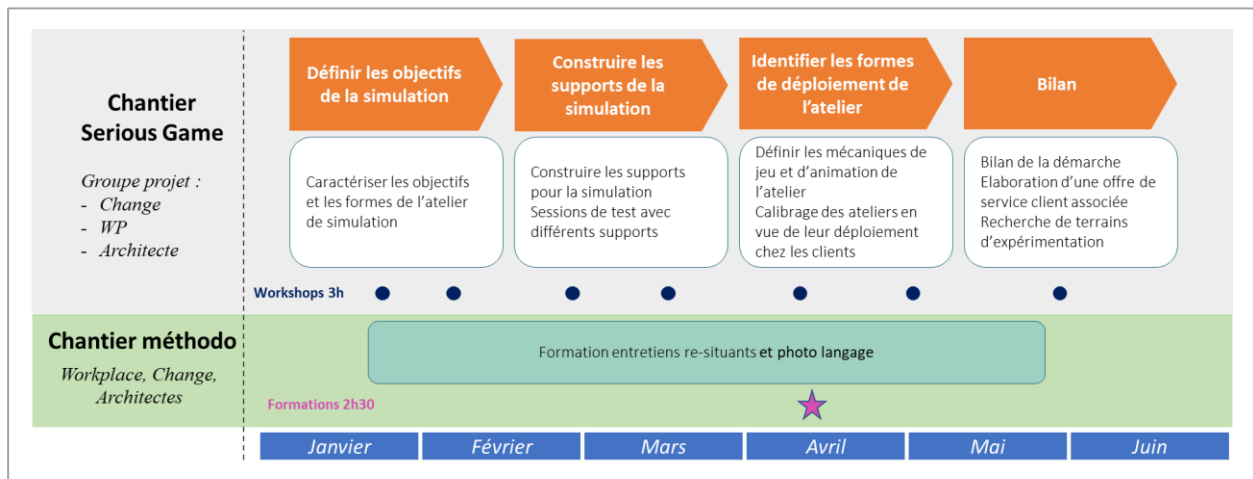 Chantier
Serious Game
Groupe projet :
- Change
- WP
- Architecte
Définir les objectifs
de la simulation
Construire les
supports de la
simulation
Identifier les formes
de déploiement de
l’atelier
Bilan
Caractériser les objectifs
et les formes de l’atelier
de simulation
Construire les supports
pour la simulation
Sessions de test avec
différents supports
Définir les mécaniques de
jeu et d’animation de
l’atelier
Calibrage des ateliers en
vue de leur déploiement
chez les clients
Bilan de la démarche
Elaboration d’une offre de
service client associée
Recherche de terrains
d’expérimentation
Workshops 3h
Chantier méthodo
Workplace, Change,
Architectes
Formation entretiens re-situants et photo langage
Formations 2h30
Janvier
Février
Mars
Avril
Mai
Juin